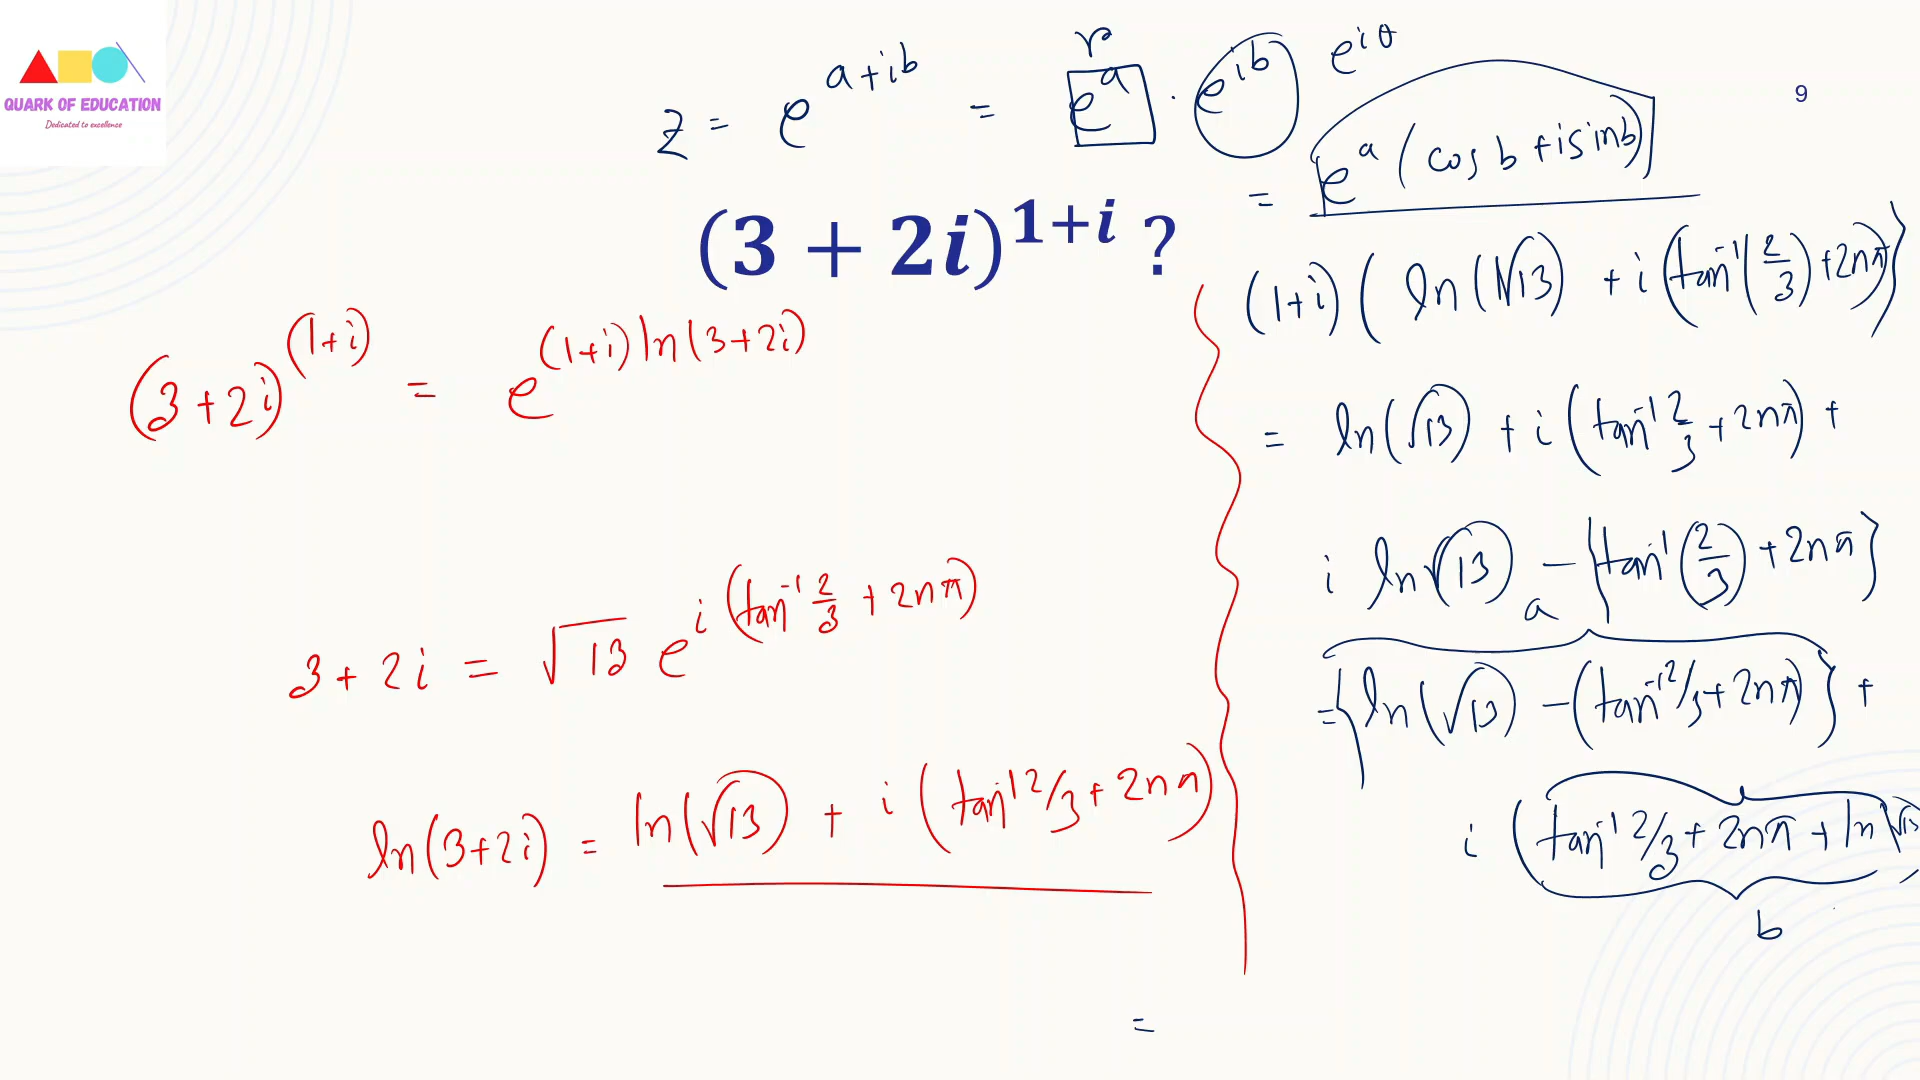 QUARK OF EDUCATION
Dedicated to excellence
9
z = e^{a+ib} = e^a · e^{ib}
r
e^{iθ}
= e^a (cos b + i sin b)
(3 + 2i)^{1+i} ?
(3+2i)^{(1+i)} = e^{(1+i) ln(3+2i)}
3+2i = √13 e^{i(tan^{-1} 2/3 + 2nπ)}
ln(3+2i) = ln(√13) + i (tan^{-1} 2/3 + 2nπ)
=
(1+i) ( ln(√13) + i (tan^{-1}(2/3) + 2nπ) }
= ln(√13) + i (tan^{-1} 2/3 + 2nπ) +
i ln √13 - {tan^{-1}(2/3) + 2nπ}
a
= { ln(√13) - (tan^{-1} 2/3 + 2nπ) } +
i (tan^{-1} 2/3 + 2nπ + ln √13)
b